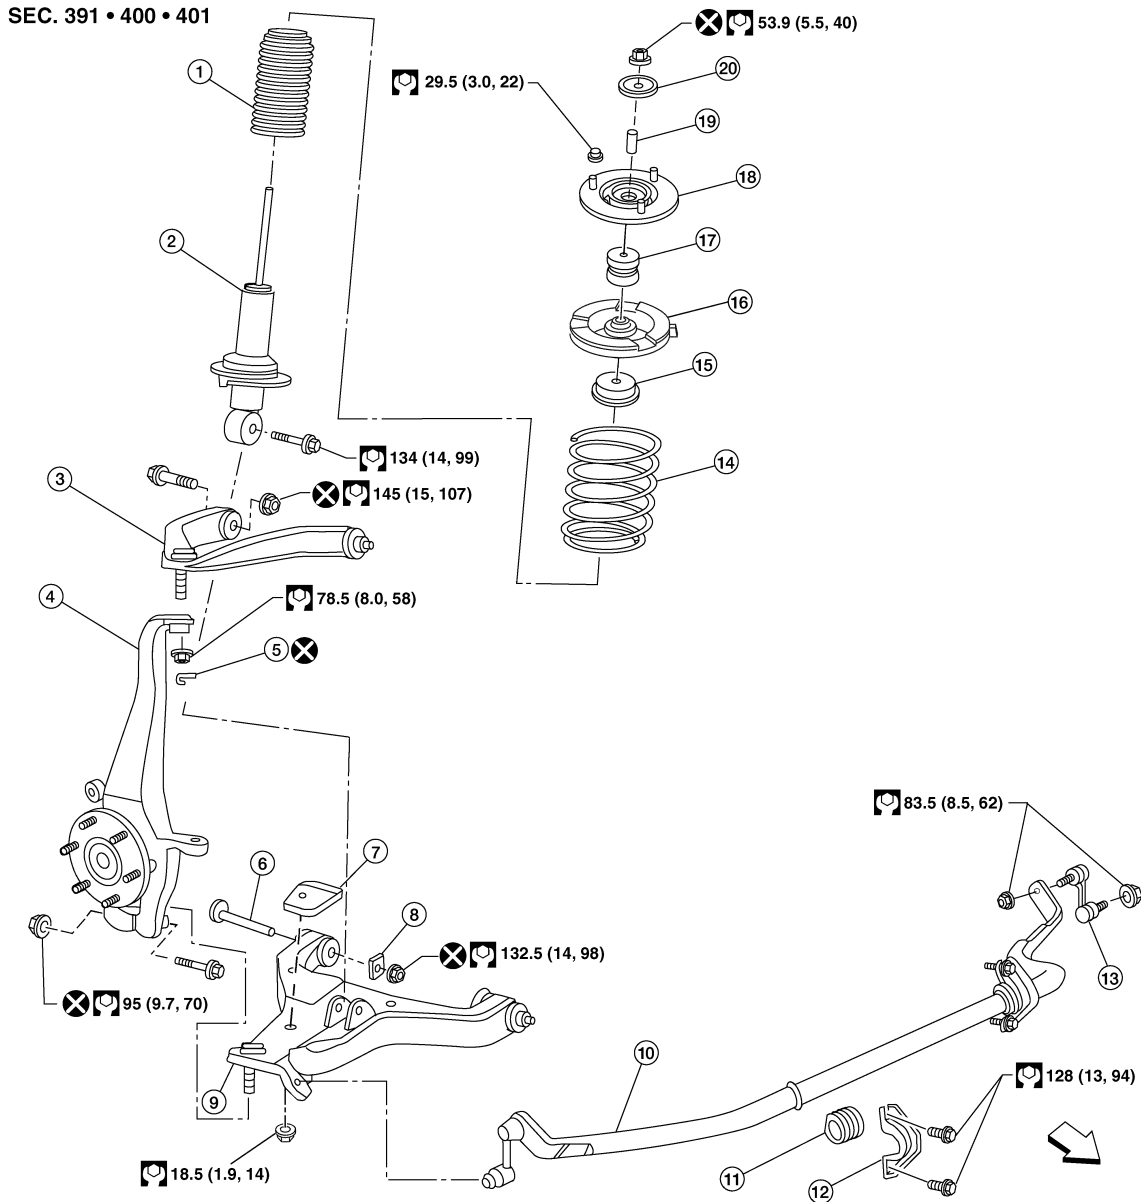 SEC. 391 • 400 • 401
53.9 (5.5, 40)
1
20
29.5 (3.0, 22)
19
18
2
17
16
15
134 (14, 99)
14
3
145 (15, 107)
4
78.5 (8.0, 58)
5
83.5 (8.5, 62)
6
7
8
132.5 (14, 98)
13
95 (9.7, 70)
10
9
128 (13, 94)
18.5 (1.9, 14)
11
12